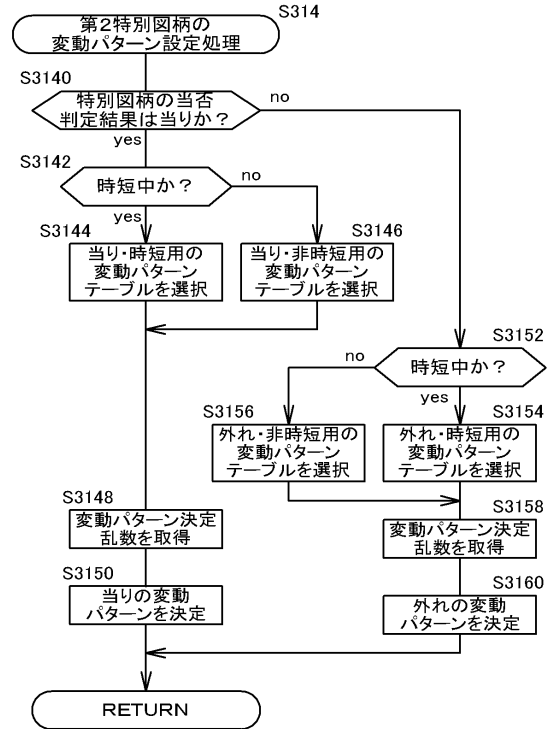 第2特別図柄の
変動パターン設定処理
S314
S3140
特別図柄の当否
判定結果は当りか？
no
yes
S3142
時短中か？
no
yes
S3144
当り・時短用の
変動パターン
テーブルを選択
S3146
当り・非時短用の
変動パターン
テーブルを選択
S3152
時短中か？
no
yes
S3156
外れ・非時短用の
変動パターン
テーブルを選択
S3154
外れ・時短用の
変動パターン
テーブルを選択
S3148
変動パターン決定
乱数を取得
S3158
変動パターン決定
乱数を取得
S3150
当りの変動
パターンを決定
S3160
外れの変動
パターンを決定
RETURN